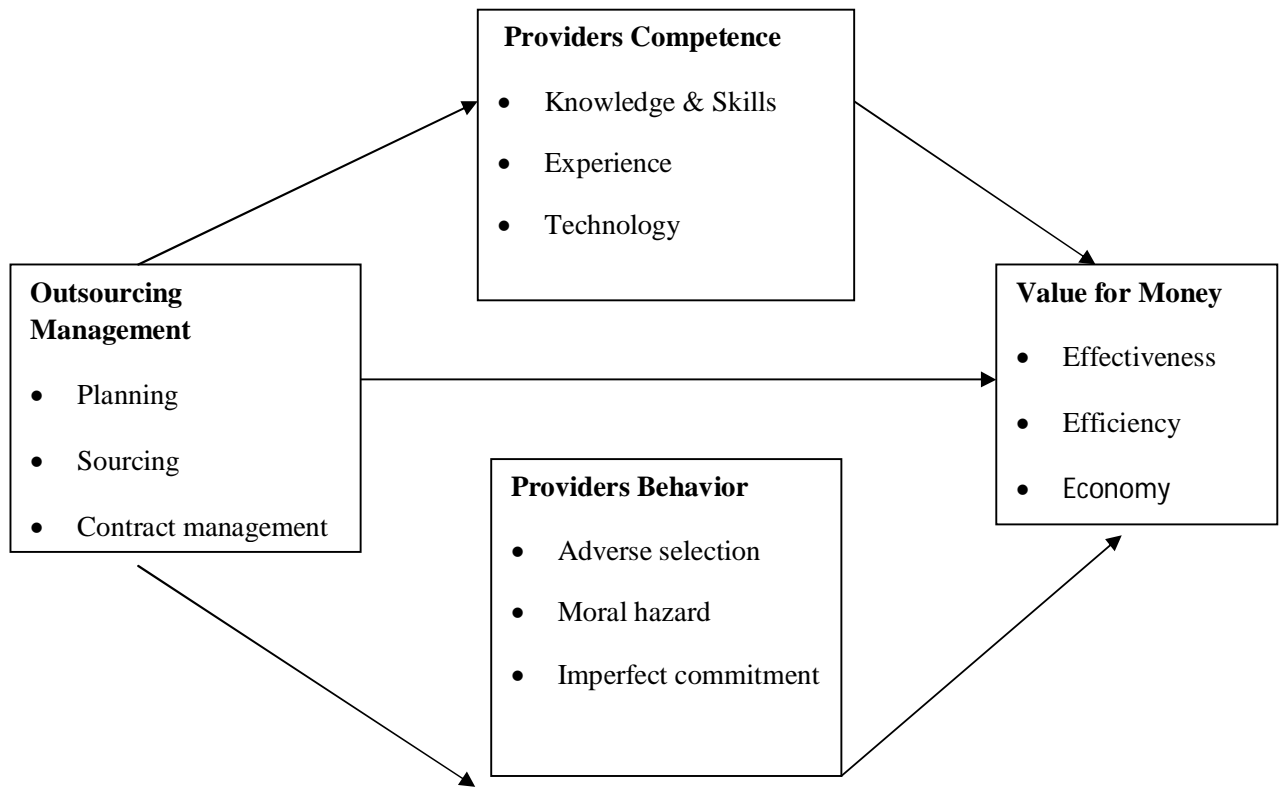 Providers Competence
• Knowledge & Skills
• Experience
• Technology
Outsourcing
Management
• Planning
• Sourcing
• Contract management
Value for Money
• Effectiveness
• Efficiency
• Economy
Providers Behavior
• Adverse selection
• Moral hazard
• Imperfect commitment